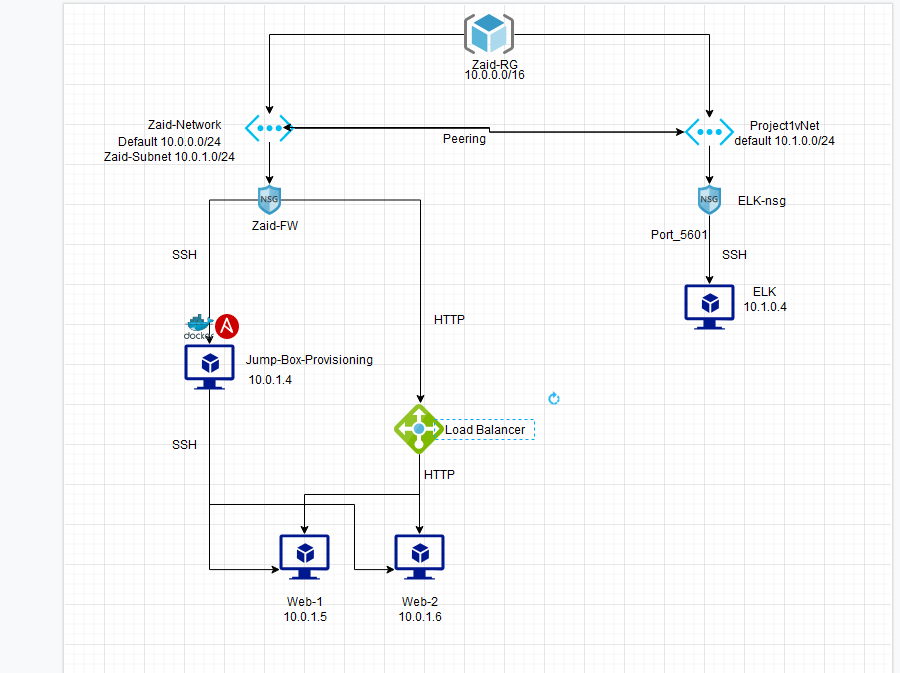 Zaid-RG
10.0.0.0/16
Zaid-Network
Default 10.0.0.0/24
Zaid-Subnet 10.0.1.0/24
Peering
Project1vNet
default 10.1.0.0/24
NSG
Zaid-FW
NSG
ELK-nsg
Port_5601
SSH
SSH
ELK
10.1.0.4
HTTP
docker
A
Jump-Box-Provisioning
10.0.1.4
Load Balancer
SSH
HTTP
Web-1
10.0.1.5
Web-2
10.0.1.6